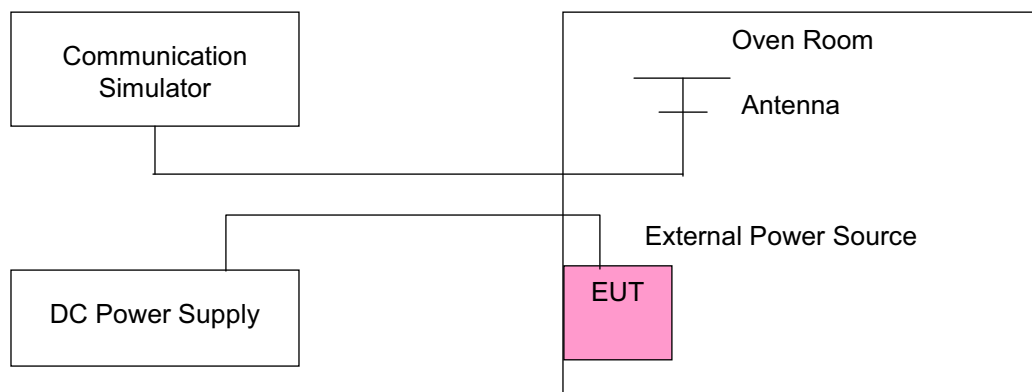 Communication
Simulator
Oven Room
Antenna
External Power Source
DC Power Supply
EUT